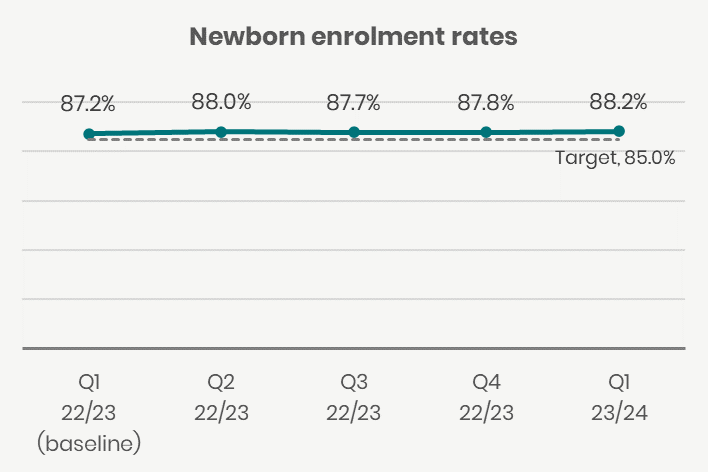 Newborn enrolment rates
87.2% 88.0% 87.7% 87.8% 88.2%
Target, 85.0%
Q1 Q2 Q3 Q4 Q1
22/23 22/23 22/23 22/23 23/24
(baseline)